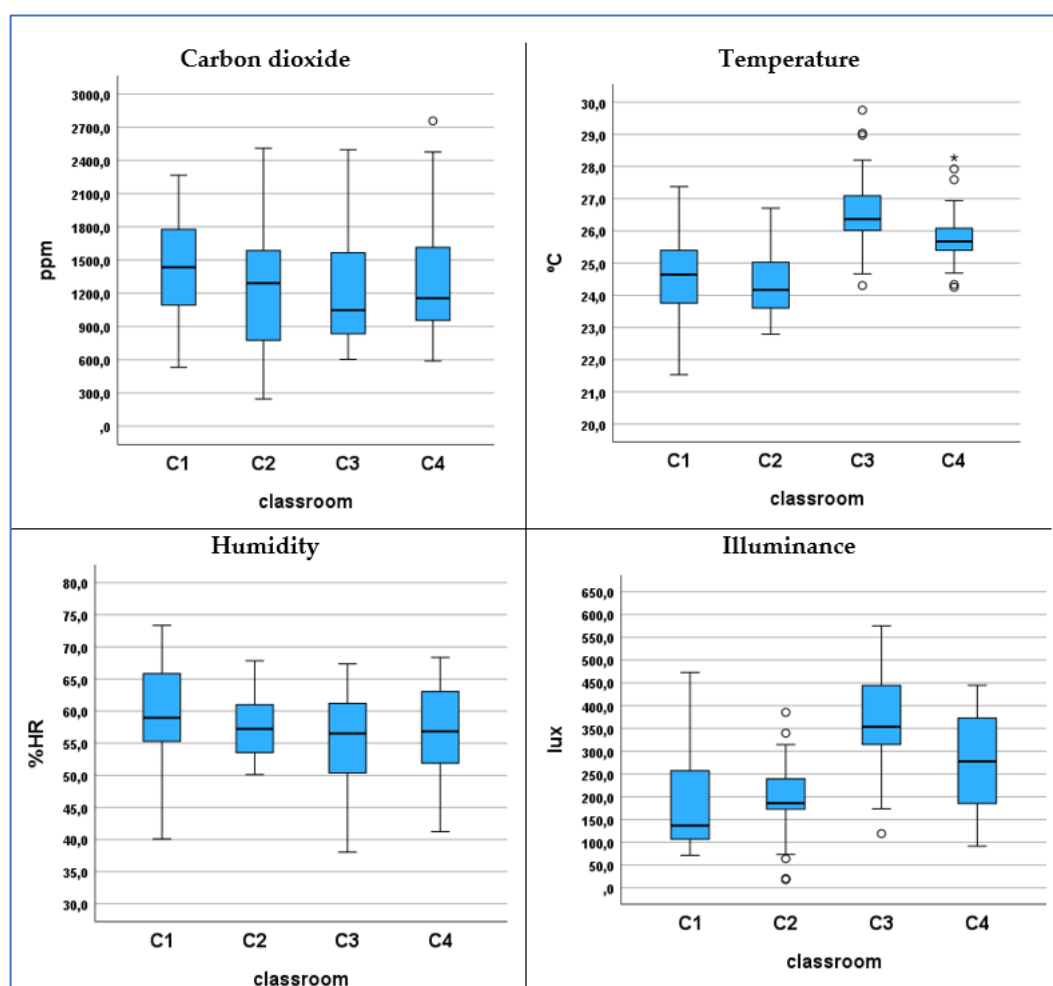 Carbon dioxide
3000,0
2700,0
2400,0
2100,0
1800,0
1500,0
1200,0
900,0
600,0
300,0
,0
ppm
C1 C2 C3 C4
classroom
Temperature
30,0
29,0
28,0
27,0
26,0
25,0
24,0
23,0
22,0
21,0
20,0
ºC
C1 C2 C3 C4
classroom
Humidity
80,0
75,0
70,0
65,0
60,0
55,0
50,0
45,0
40,0
35,0
30,0
%HR
C1 C2 C3 C4
classroom
Illuminance
650,0
600,0
550,0
500,0
450,0
400,0
350,0
300,0
250,0
200,0
150,0
100,0
50,0
,0
lux
C1 C2 C3 C4
classroom